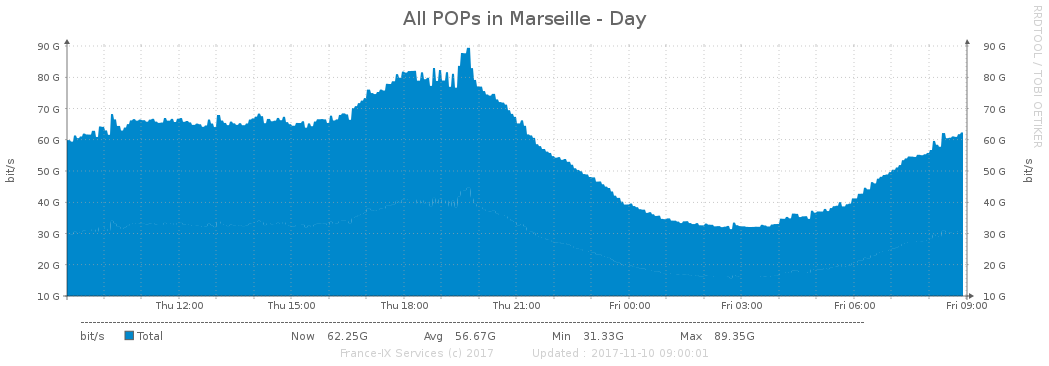 All POPs in Marseille - Day
RRDTOOL / TOBI OETIKER
90 G 90 G
80 G 80 G
70 G 70 G
60 G 60 G
50 G 50 G
40 G 40 G
30 G 30 G
20 G 20 G
10 G 10 G
bit/s
bit/s
Thu 12:00 Thu 15:00 Thu 18:00 Thu 21:00 Fri 00:00 Fri 03:00 Fri 06:00 Fri 09:00
bit/s Total Now 62.25G Avg 56.67G Min 31.33G Max 89.35G
France-IX Services (c) 2017 Updated : 2017-11-10 09:00:01